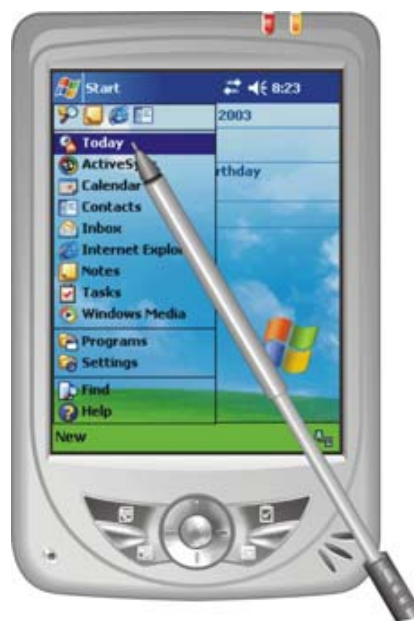 Start 8:23
2003
Today
rthday
ActiveSy
Calendar
Contacts
Inbox
Internet Explo
Notes
Tasks
Windows Media
Programs
Settings
Find
Help
New